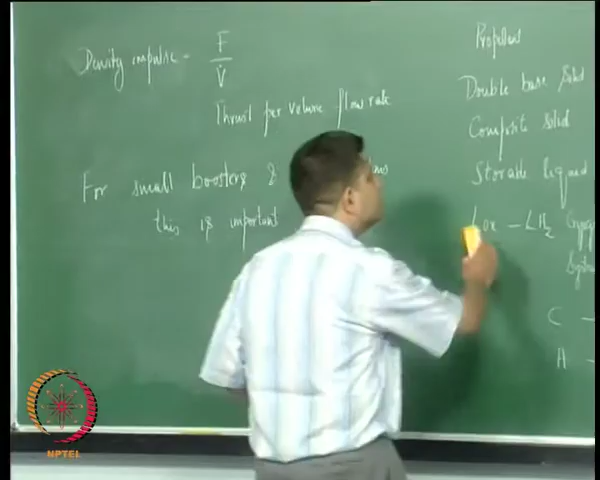 Density impulse - F
V̇
Thrust per volume flow rate
For small boosters &
this is important
Propellant
Double base solid
Composite solid
Storable liquid
Lox - LH2
C -
H -
NPTEL